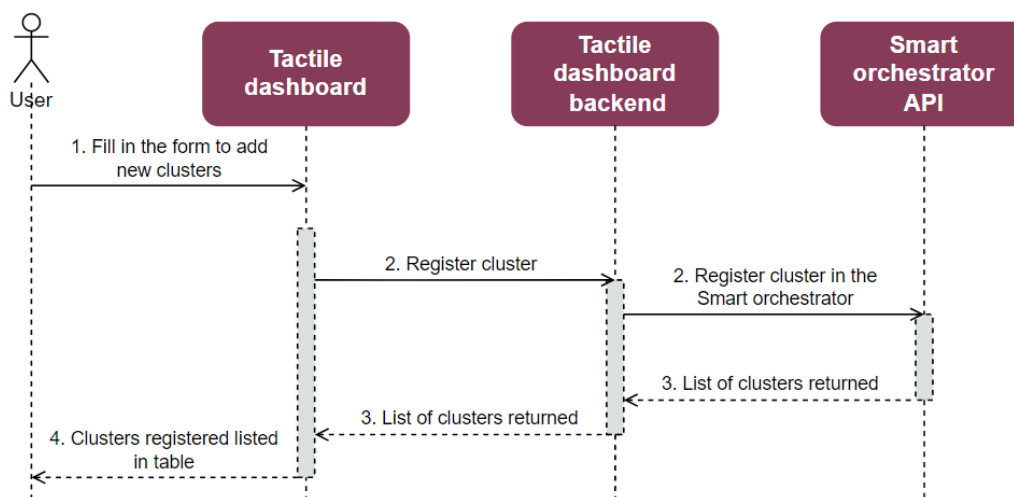 User
Tactile
dashboard
Tactile
dashboard
backend
Smart
orchestrator
API
1. Fill in the form to add
new clusters
2. Register cluster
2. Register cluster in the
Smart orchestrator
3. List of clusters returned
3. List of clusters returned
4. Clusters registered listed
in table